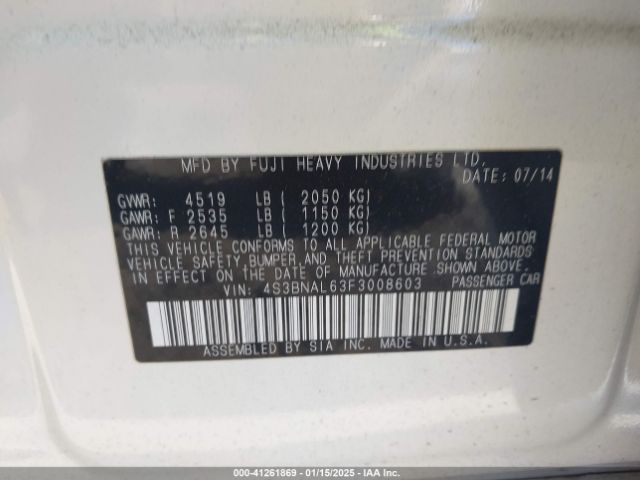 MFD BY FUJI HEAVY INDUSTRIES LTD.
DATE: 07/14
GVWR: 4519 LB ( 2050 KG)
GAWR: F 2535 LB ( 1150 KG)
GAWR: R 2645 LB ( 1200 KG)
THIS VEHICLE CONFORMS TO ALL APPLICABLE FEDERAL MOTOR
VEHICLE SAFETY, BUMPER, AND THEFT PREVENTION STANDARDS
IN EFFECT ON THE DATE OF MANUFACTURE SHOWN ABOVE.
VIN: 4S3BNAL63F3008603 PASSENGER CAR
ASSEMBLED BY SIA INC. MADE IN U.S.A.
000-41261869 - 01/15/2025 - IAA Inc.